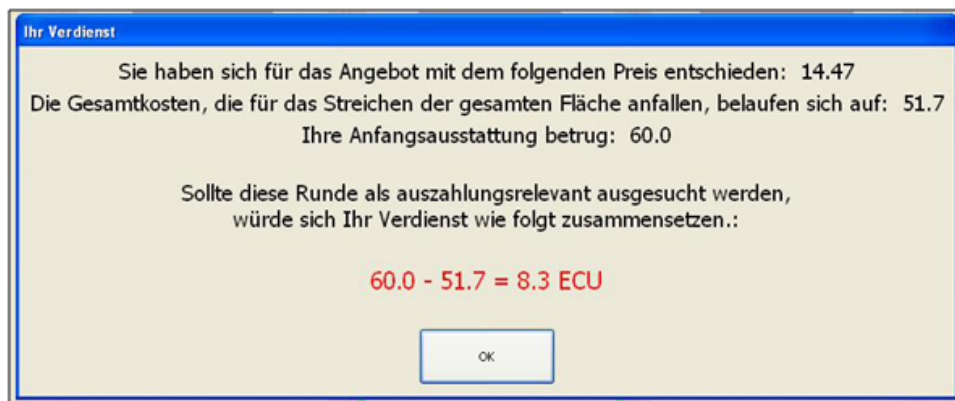 Ihr Verdienst
Sie haben sich für das Angebot mit dem folgenden Preis entschieden: 14.47
Die Gesamtkosten, die für das Streichen der gesamten Fläche anfallen, belaufen sich auf: 51.7
Ihre Anfangsausstattung betrug: 60.0
Sollte diese Runde als auszahlungsrelevant ausgesucht werden,
würde sich Ihr Verdienst wie folgt zusammensetzen.:
60.0 - 51.7 = 8.3 ECU
OK